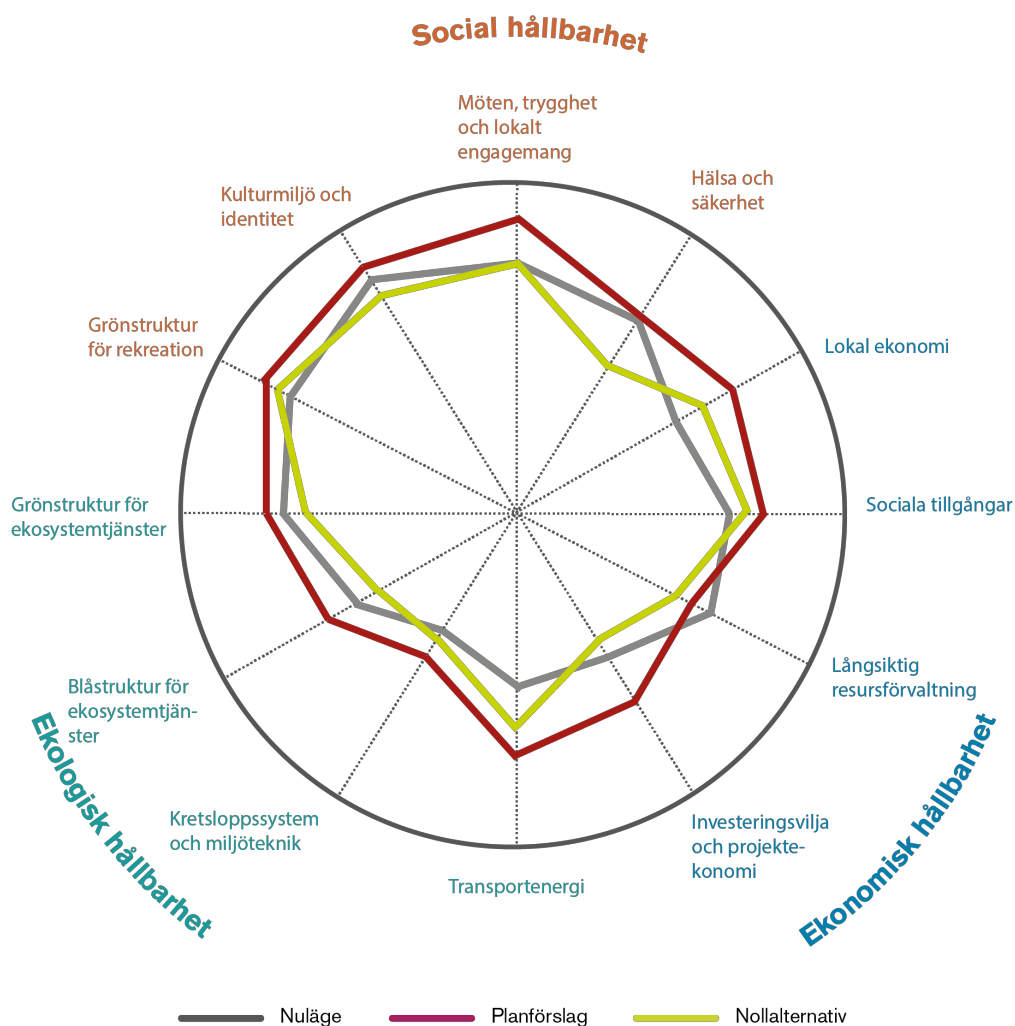 Social hållbarhet
Möten, trygghet
och lokalt
engagemang
Hälsa och
säkerhet
Kulturmiljö och
identitet
Grönstruktur
för rekreation
Lokal ekonomi
Grönstruktur för
ekosystemtjänster
Sociala tillgångar
Långsiktig
resursförvaltning
Blåstruktur för
ekosystemtjän-
ster
Ekologisk hållbarhet
Ekonomisk hållbarhet
Kretsloppssystem
och miljöteknik
Investeringsvilja
och projekte-
konomi
Transportenergi
Nuläge
Planförslag
Nollalternativ